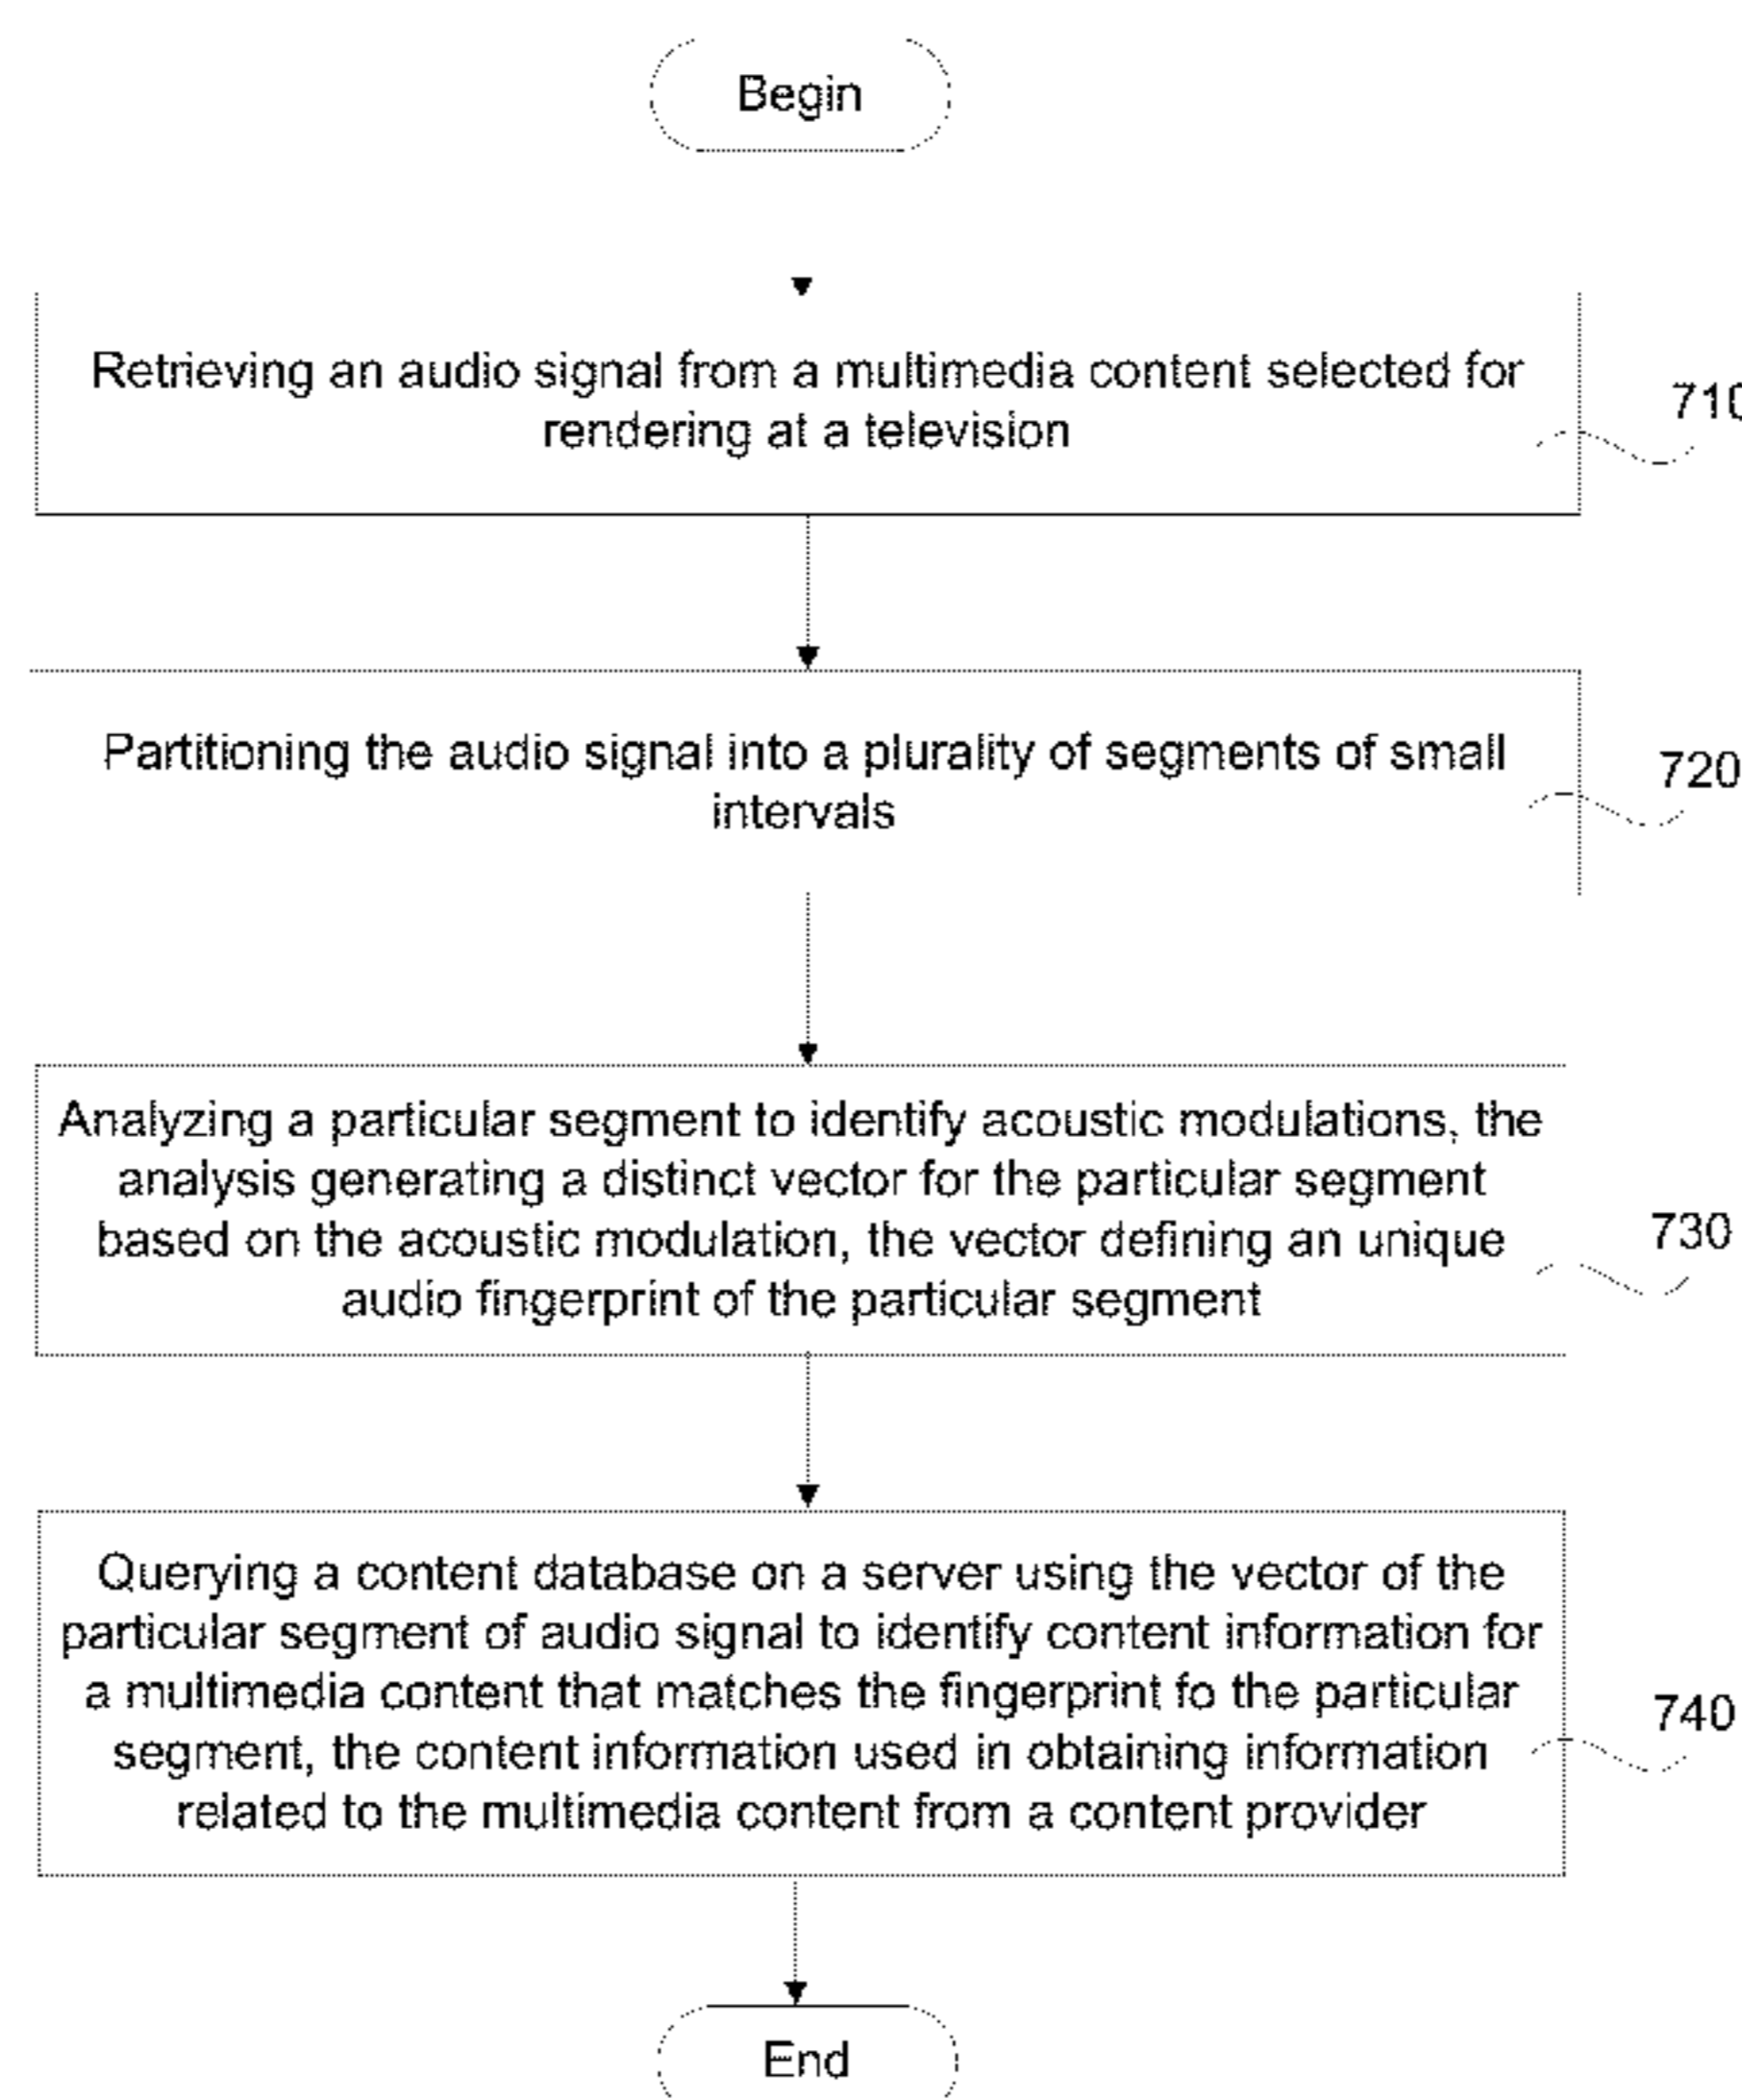 Begin
Retrieving an audio signal from a multimedia content selected for
rendering at a television
710
Partitioning the audio signal into a plurality of segments of small
intervals
720
Analyzing a particular segment to identify acoustic modulations, the
analysis generating a distinct vector for the particular segment
based on the acoustic modulation, the vector defining an unique
audio fingerprint of the particular segment
730
Querying a content database on a server using the vector of the
particular segment of audio signal to identify content information for
a multimedia content that matches the fingerprint fo the particular
segment, the content information used in obtaining information
related to the multimedia content from a content provider
740
End